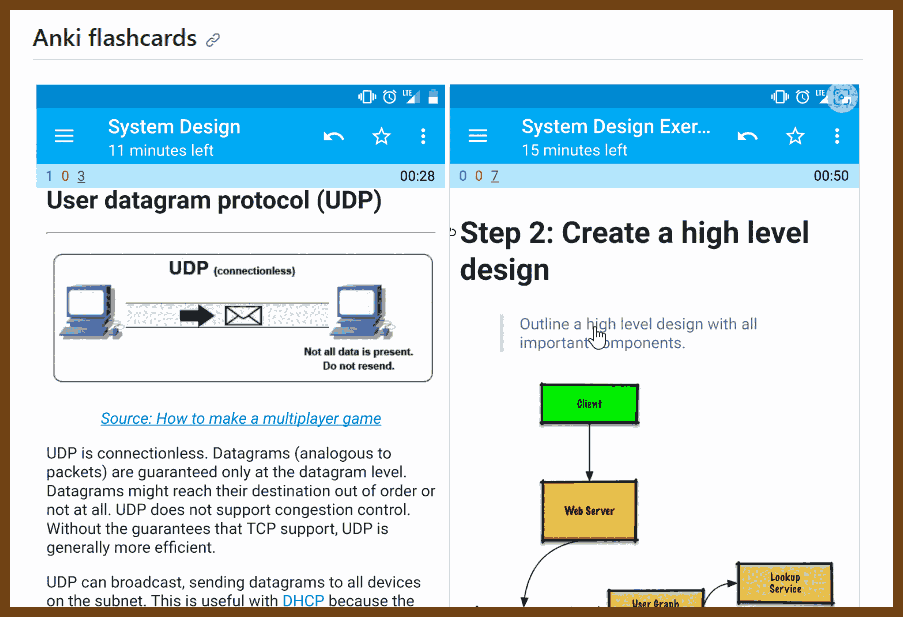 Anki flashcards
LTE
System Design
11 minutes left
1 0 3
00:28
User datagram protocol (UDP)
UDP (connectionless)
Not all data is present.
Do not resend.
Source: How to make a multiplayer game
UDP is connectionless. Datagrams (analogous to
packets) are guaranteed only at the datagram level.
Datagrams might reach their destination out of order or
not at all. UDP does not support congestion control.
Without the guarantees that TCP support, UDP is
generally more efficient.
UDP can broadcast, sending datagrams to all devices
on the subnet. This is useful with DHCP because the
LTE
System Design Exer...
15 minutes left
0 0 7
00:50
Step 2: Create a high level
design
Outline a high level design with all
important components.
Client
Web Server
Lookup
Service
User Graph